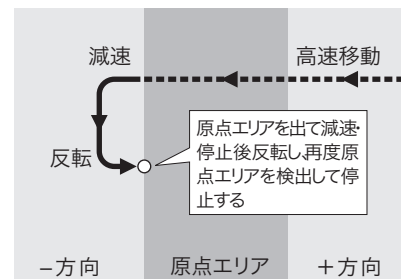 減速
高速移動
原点エリアを出て減速・
停止後反転し、再度原
点エリアを検出して停
止する
反転
−方向
原点エリア
+方向